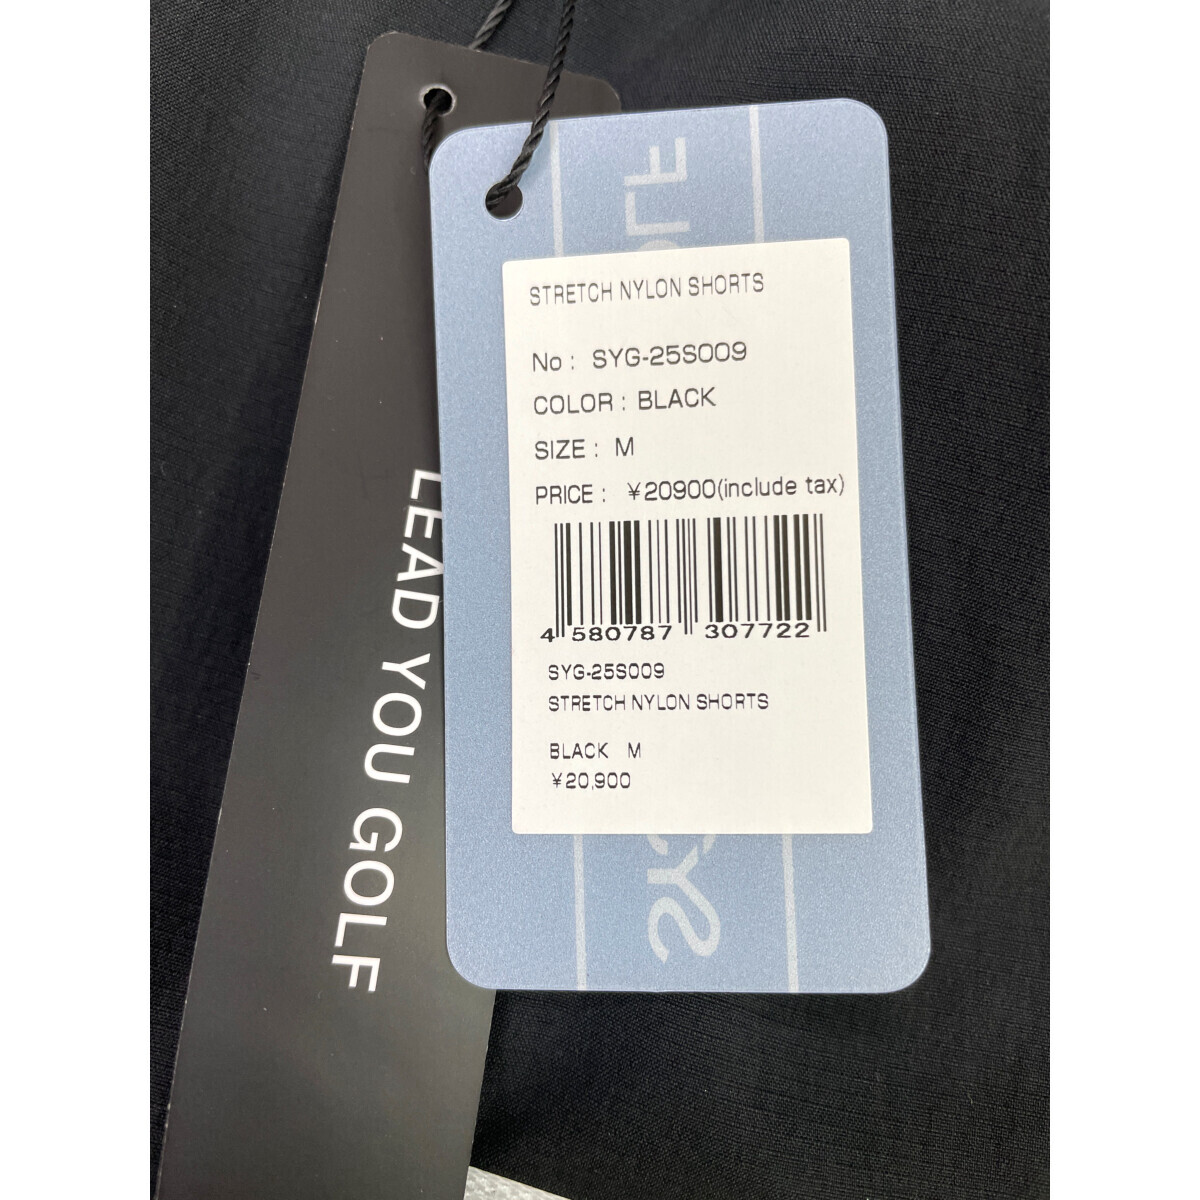 STRETCH NYLON SHORTS
No : SYG-25S009
COLOR : BLACK
SIZE : M
PRICE : ¥20900(include tax)
4 580787 307722
SYG-25S009
STRETCH NYLON SHORTS
BLACK M
¥20,900
LEAD YOU GOLF